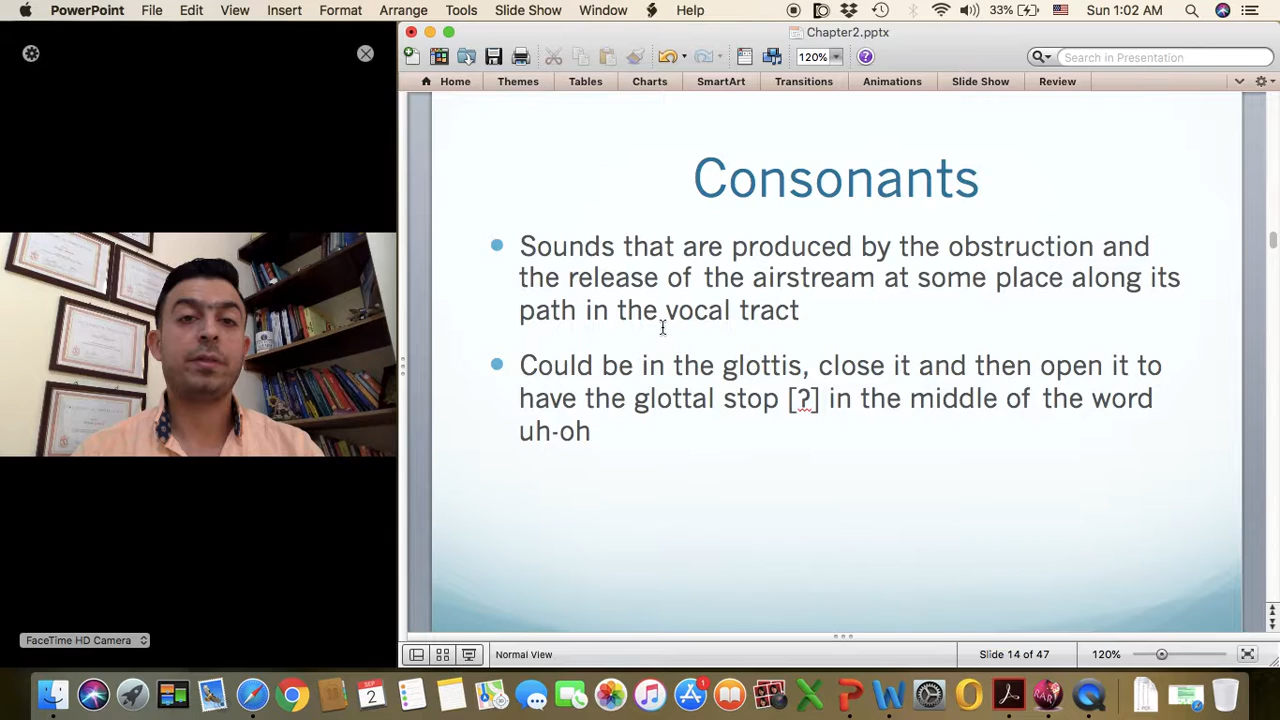 PowerPoint File Edit View Insert Format Arrange Tools Slide Show Window Help 33% Sun 1:02 AM
Chapter2.pptx
120% Search in Presentation
Home Themes Tables Charts SmartArt Transitions Animations Slide Show Review
Consonants
Sounds that are produced by the obstruction and
the release of the airstream at some place along its
path in the vocal tract
Could be in the glottis, close it and then open it to
have the glottal stop [?] in the middle of the word
uh-oh
FaceTime HD Camera
Normal View Slide 14 of 47 120%
SEP
2
1